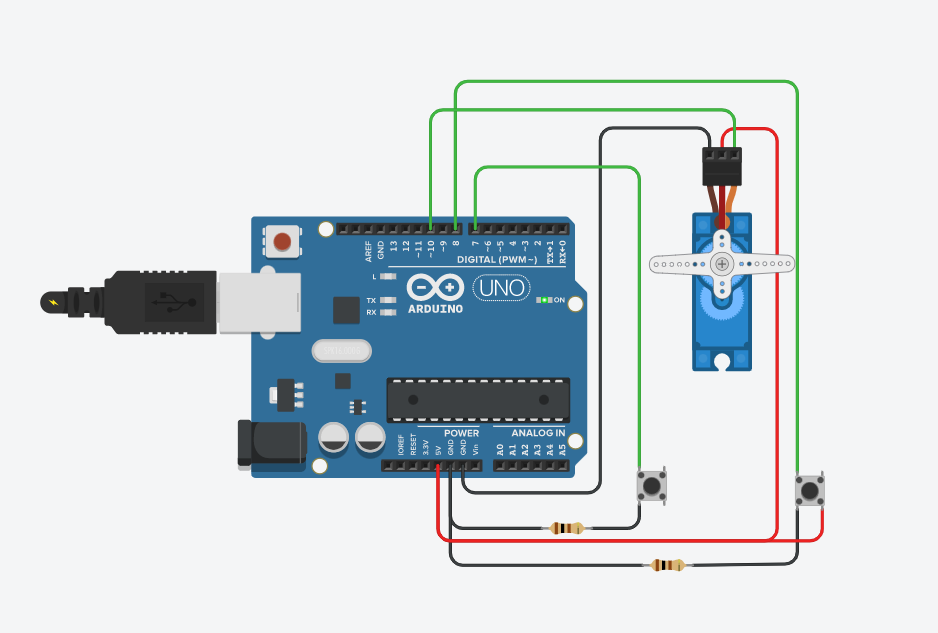 AREF
GND
13
12
~11
~10
~9
8
7
~6
~5
4
~3
2
TX→1
RX←0
DIGITAL (PWM~)
L
TX
RX
ARDUINO
UNO
ON
POWER
ANALOG IN
IOREF
RESET
3.3V
5V
GND
GND
Vin
A0
A1
A2
A3
A4
A5